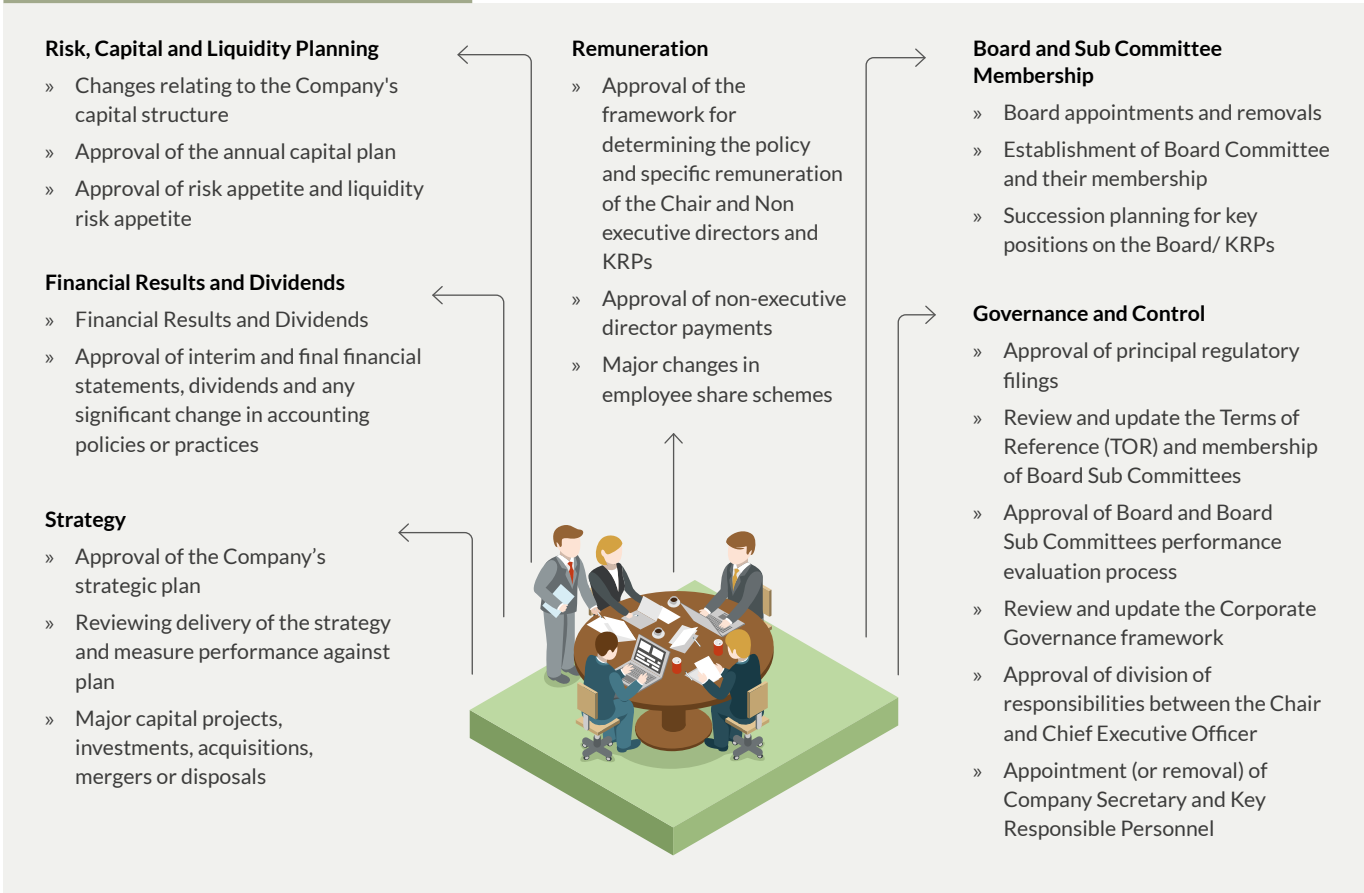 Risk, Capital and Liquidity Planning
» Changes relating to the Company's
capital structure
» Approval of the annual capital plan
» Approval of risk appetite and liquidity
risk appetite
Financial Results and Dividends
» Financial Results and Dividends
» Approval of interim and final financial
statements, dividends and any
significant change in accounting
policies or practices
Strategy
» Approval of the Company’s
strategic plan
» Reviewing delivery of the strategy
and measure performance against
plan
» Major capital projects,
investments, acquisitions,
mergers or disposals
Remuneration
» Approval of the
framework for
determining the policy
and specific remuneration
of the Chair and Non
executive directors and
KRPs
» Approval of non-executive
director payments
» Major changes in
employee share schemes
Board and Sub Committee
Membership
» Board appointments and removals
» Establishment of Board Committee
and their membership
» Succession planning for key
positions on the Board/ KRPs
Governance and Control
» Approval of principal regulatory
filings
» Review and update the Terms of
Reference (TOR) and membership
of Board Sub Committees
» Approval of Board and Board
Sub Committees performance
evaluation process
» Review and update the Corporate
Governance framework
» Approval of division of
responsibilities between the Chair
and Chief Executive Officer
» Appointment (or removal) of
Company Secretary and Key
Responsible Personnel